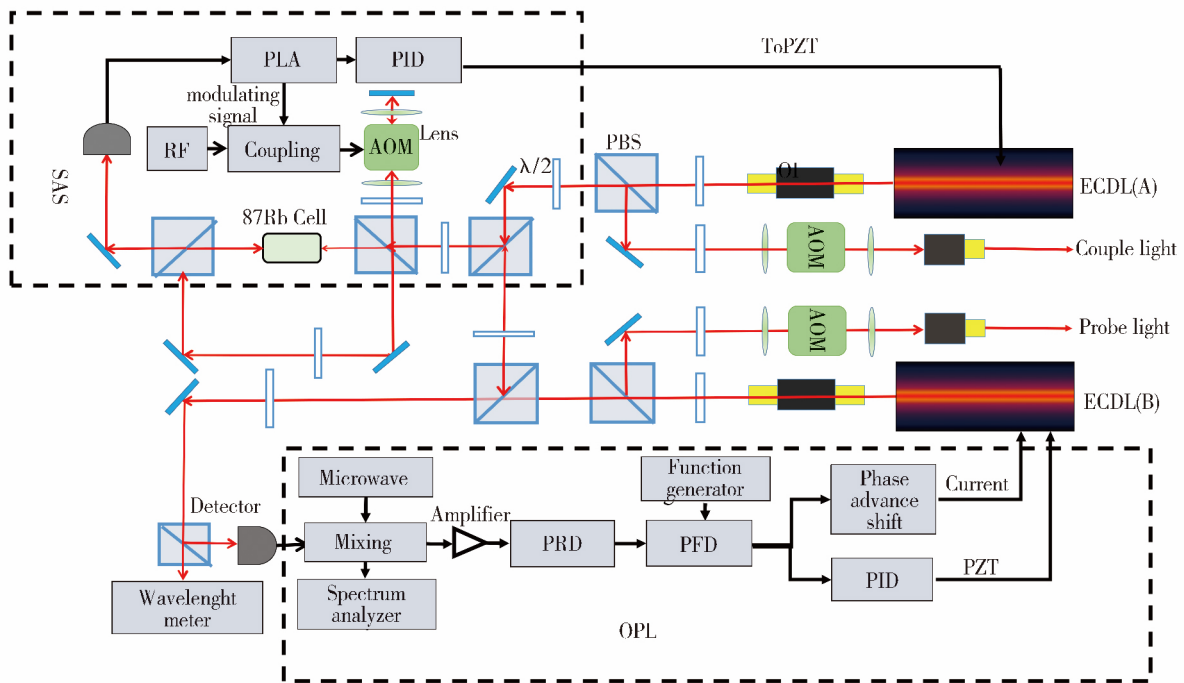 PLA
PID
ToPZT
modulating
signal
RF
Coupling
AOM
Lens
SAS
87Rb Cell
λ/2
PBS
OI
ECDL(A)
AOM
Couple light
AOM
Probe light
ECDL(B)
Microwave
Detector
Mixing
Amplifier
Spectrum
analyzer
Wavelenght
meter
PRD
Function
generator
PFD
Phase
advance
shift
Current
PID
PZT
OPL